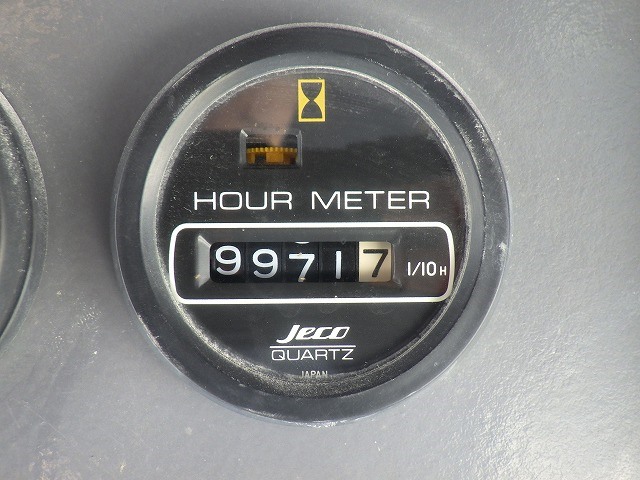 HOUR METER
99717 1/10H
Jeco
QUARTZ
JAPAN